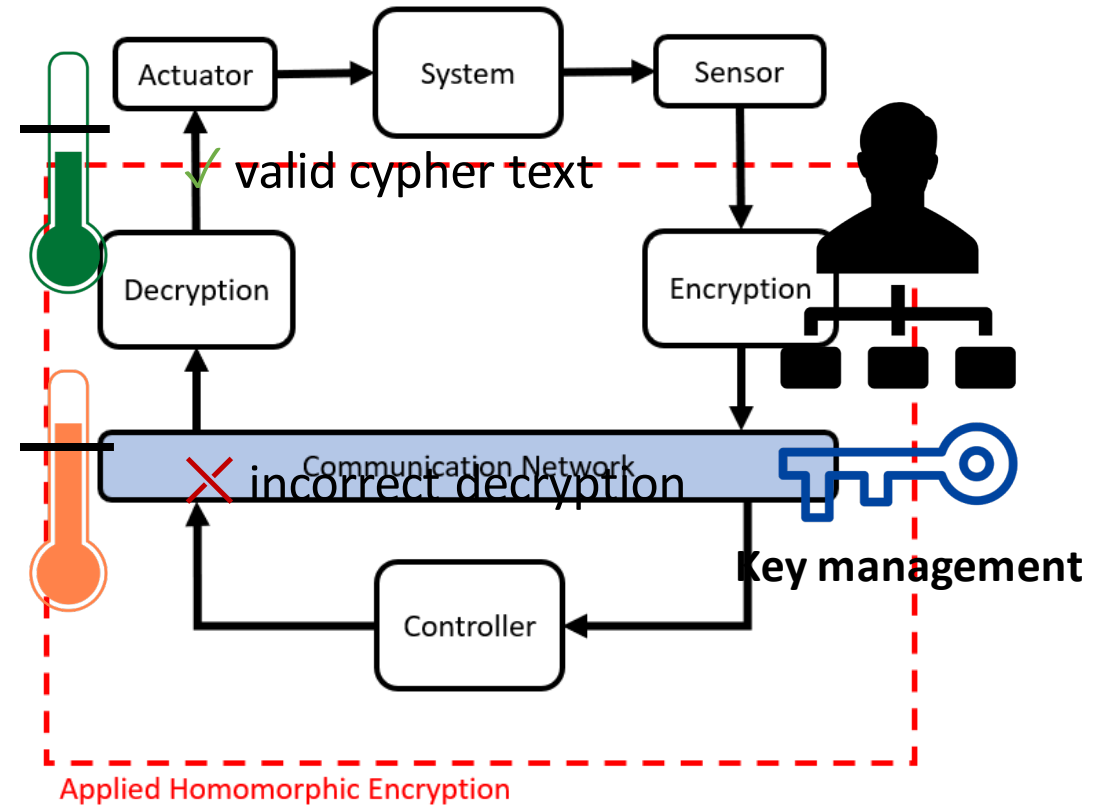 Actuator
System
Sensor
valid cypher text
Decryption
Encryption
Communication Network
incorrect decryption
Key management
Controller
Applied Homomorphic Encryption